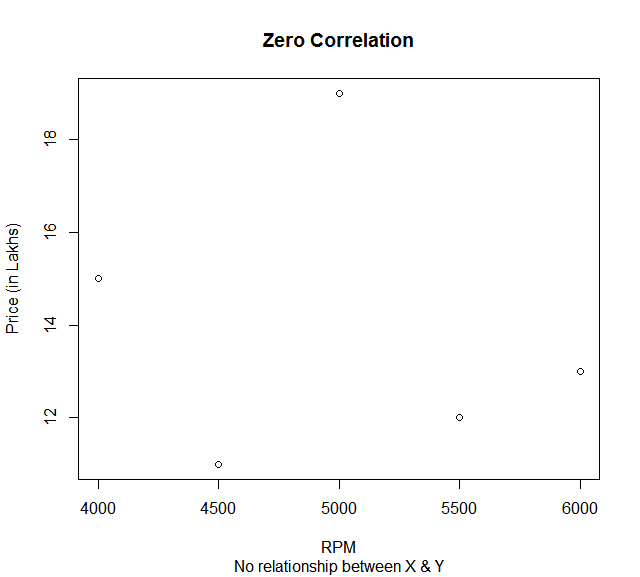 Zero Correlation
Price (in Lakhs)
18
16
14
12
4000 4500 5000 5500 6000
RPM
No relationship between X & Y